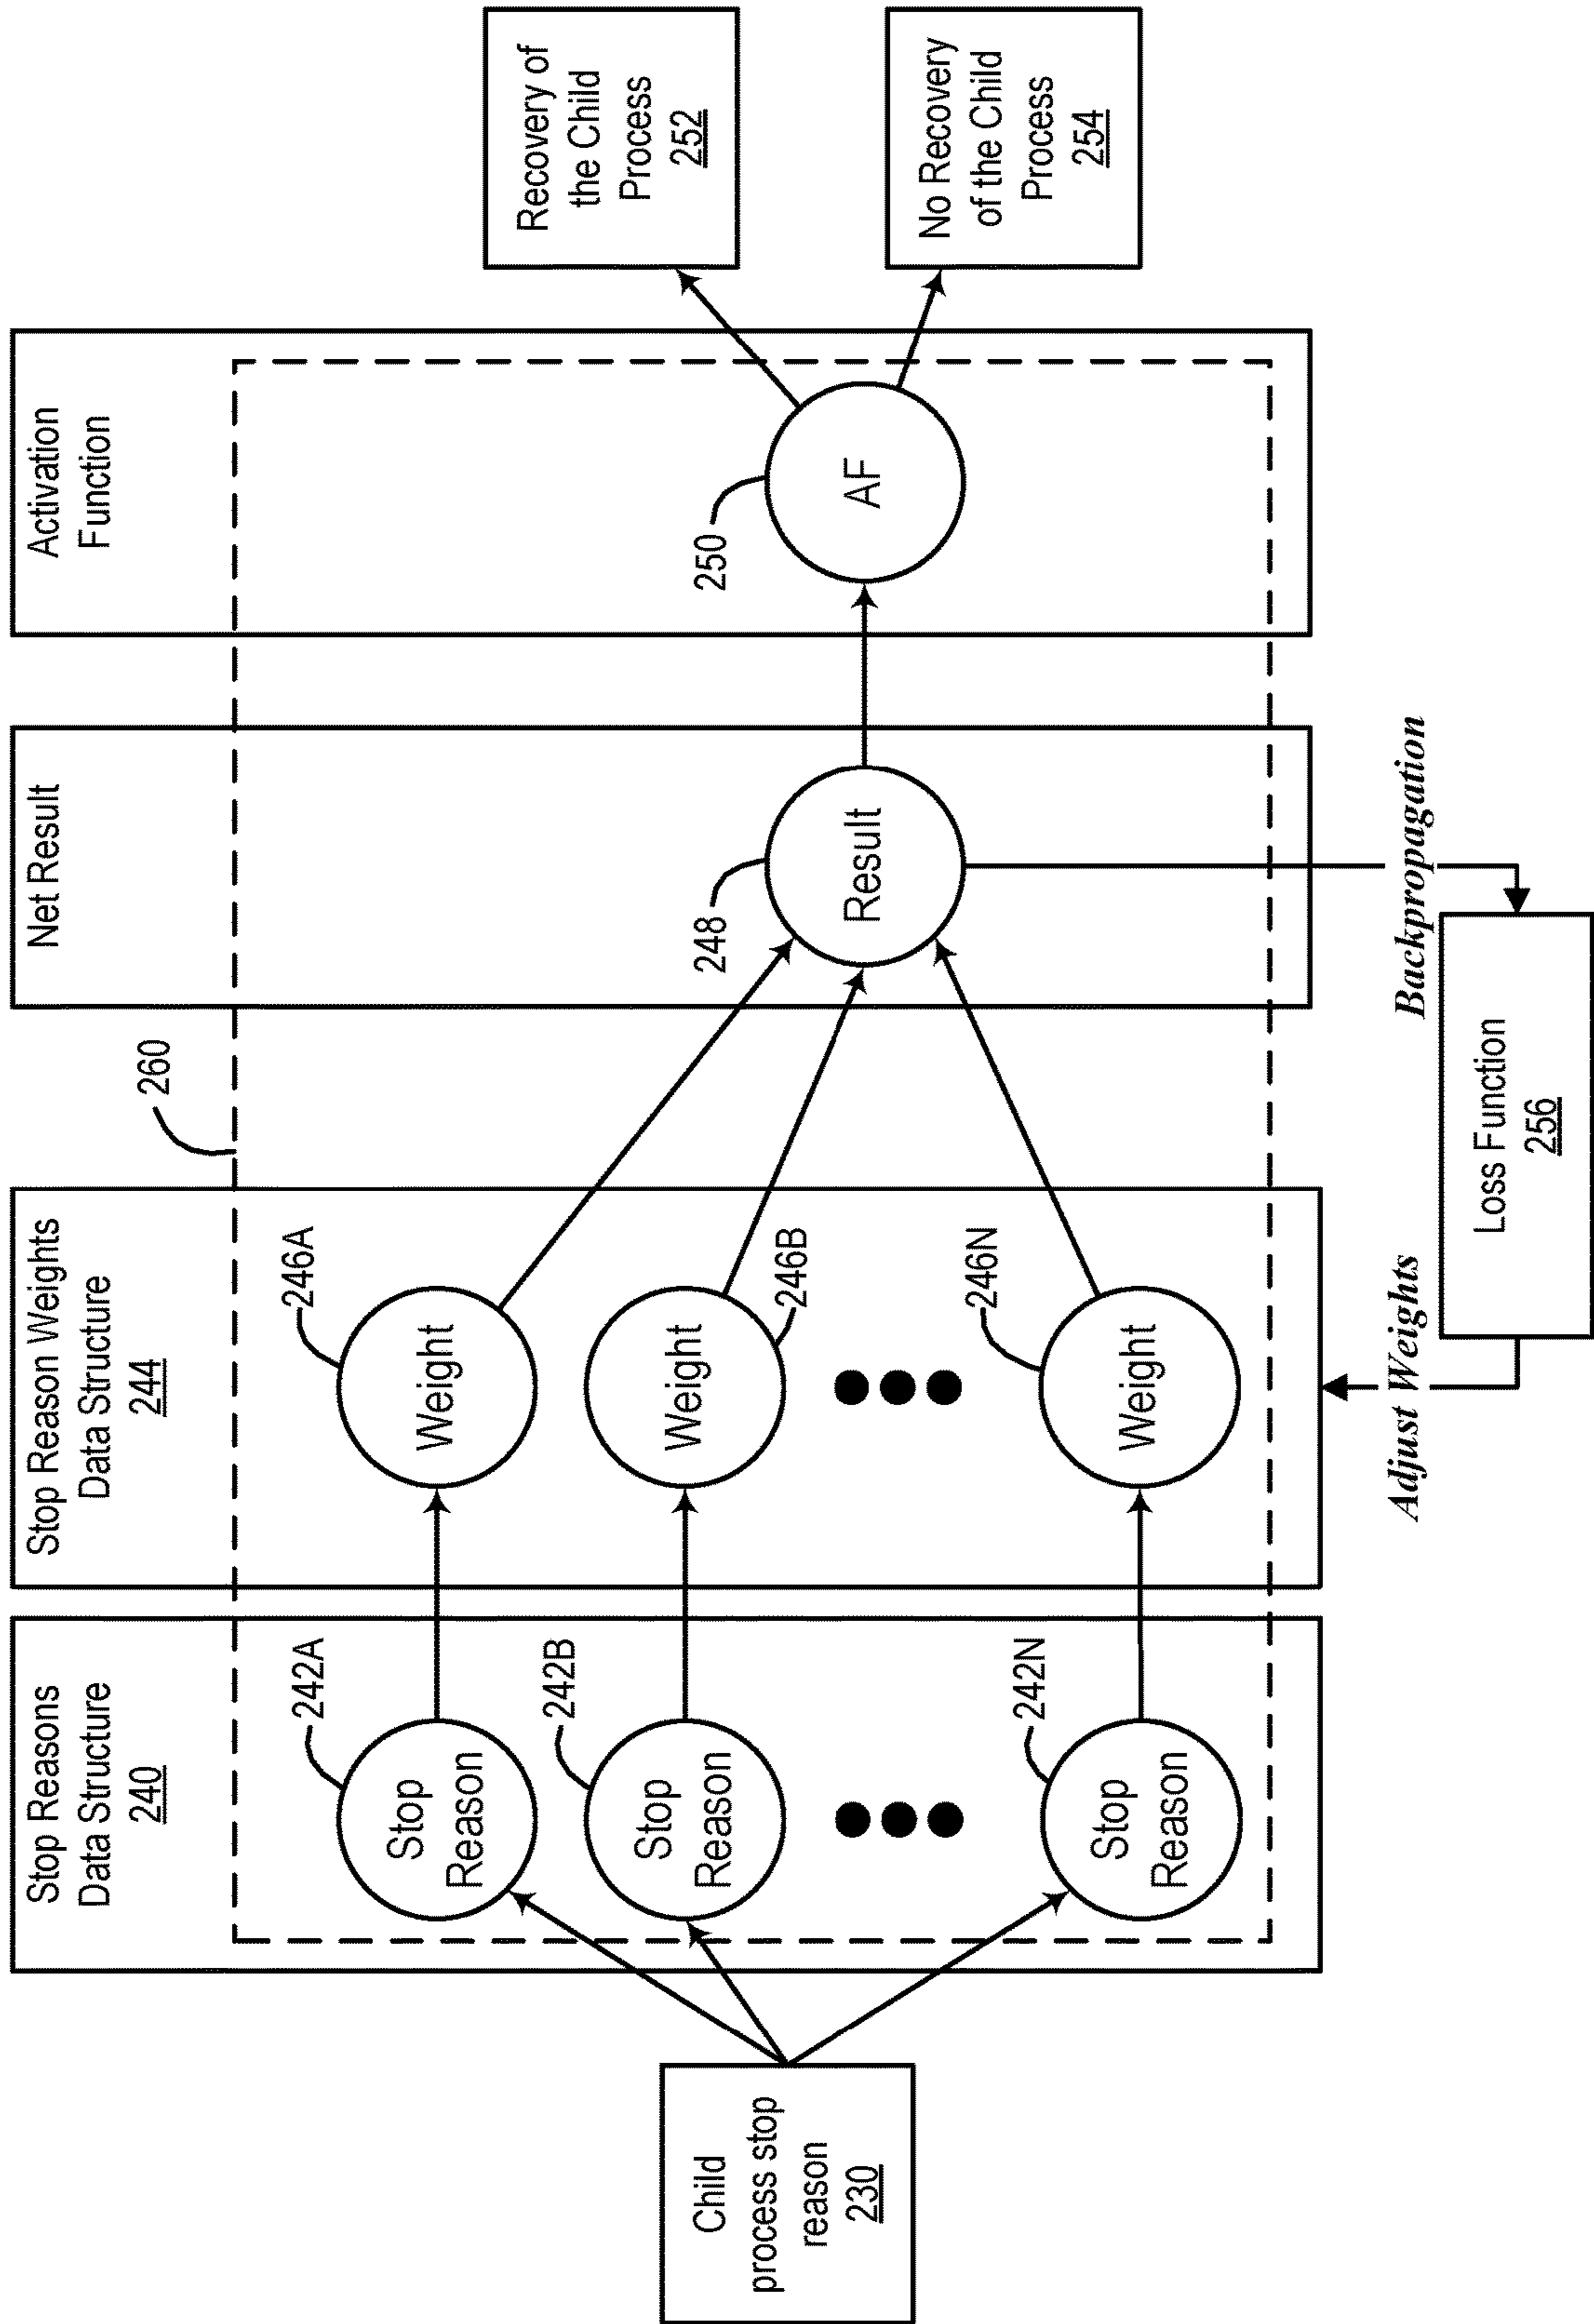 Child
process stop
reason
230
Stop Reasons
Data Structure
240
242A
Stop
Reason
242B
Stop
Reason
242N
Stop
Reason
Stop Reason Weights
Data Structure
244
246A
Weight
Weight
246B
246N
Weight
260
Net Result
248
Result
Activation
Function
250
AF
Recovery of
the Child
Process
252
No Recovery
of the Child
Process
254
Adjust Weights
Backpropagation
Loss Function
256